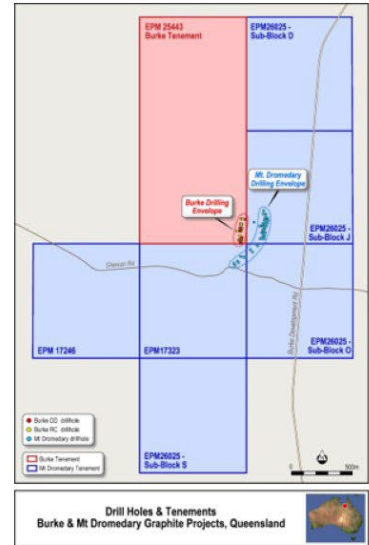 EPM 25443
Burke Tenement
EPM26025 -
Sub-Block D
Mt. Dromedary
Drilling Envelope
Burke Drilling
Envelope
EPM26025 -
Sub-Block J
Burke Development Rd
EPM 17246
EPM17323
EPM26025 -
Sub-Block O
Burke DD drillhole
Burke RC drillhole
Mt Dromedary drillhole
Burke Tenement
Mt Dromedary Tenement
EPM26025 -
Sub-Block S
0
500m
Drill Holes & Tenements
Burke & Mt Dromedary Graphite Projects, Queensland